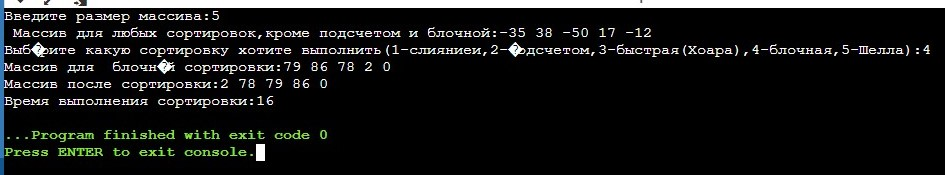 Введите размер массива:5
Массив для любых сортировок,кроме подсчетом и блочной:-35 38 -50 17 -12
Выб�рите какую сортировку хотите выполнить(1-слияниеи,2-�одсчетом,3-быстрая(Хоара),4-блочная,5-Шелла):4
Массив для  блочн�й сортировки:79 86 78 2 0
Массив после сортировки:2 78 79 86 0
Время выполнения сортировки:16
...Program finished with exit code 0
Press ENTER to exit console.